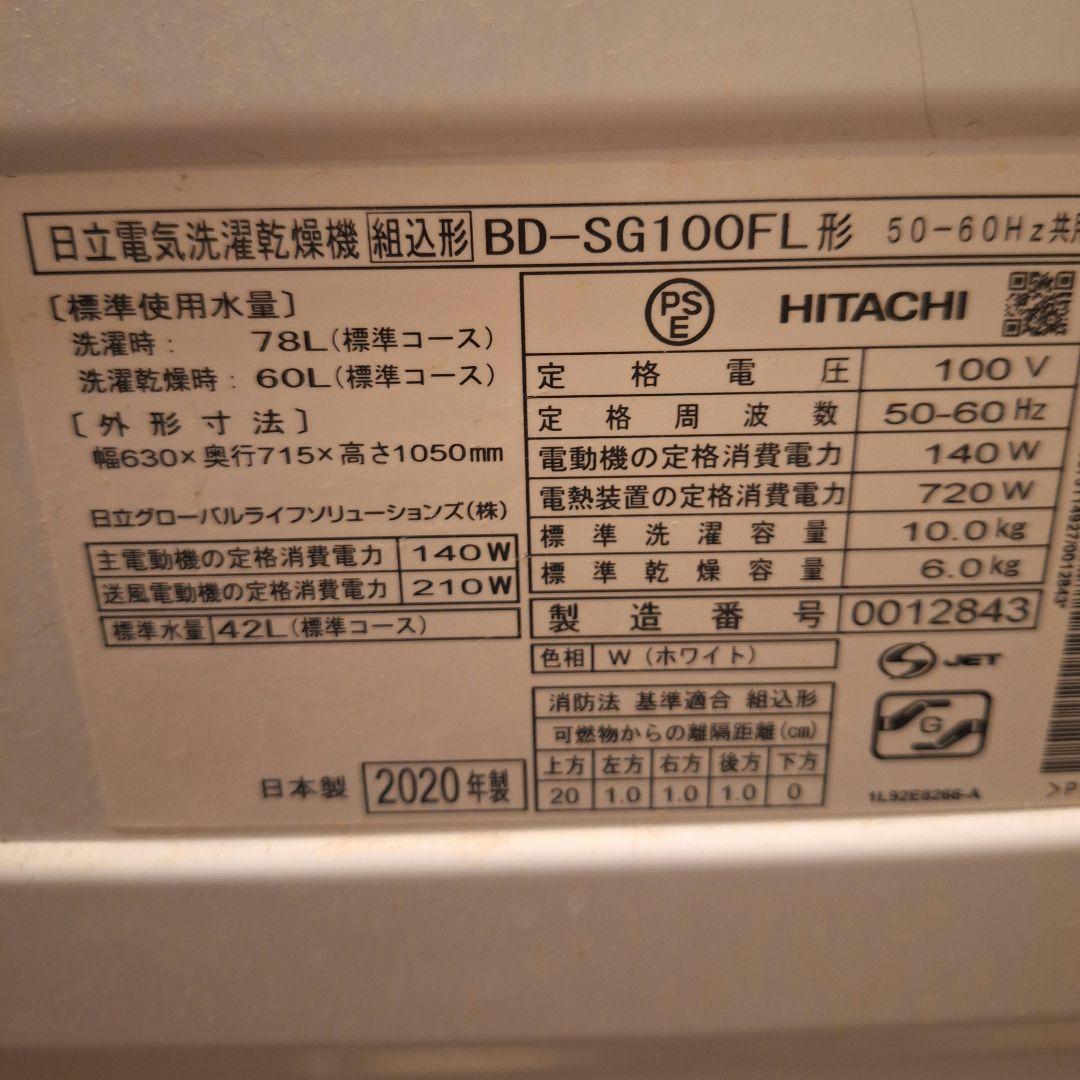 日立電気洗濯乾燥機 組込形 BD-SG100FL形 50-60Hz共用
[標準使用水量]
洗濯時: 78L(標準コース)
洗濯乾燥時: 60L(標準コース)
[外形寸法]
幅630×奥行715×高さ1050mm
日立グローバルライフソリューションズ(株)
主電動機の定格消費電力 140W
送風電動機の定格消費電力 210W
標準水量 42L(標準コース)
日本製 2020年製
PSE HITACHI
定格電圧 100V
定格周波数 50-60Hz
電動機の定格消費電力 140W
電熱装置の定格消費電力 720W
標準洗濯容量 10.0kg
標準乾燥容量 6.0kg
製造番号 0012843
色相 W(ホワイト)
S JET
消防法 基準適合 組込形
可燃物からの離隔距離(cm)
上方 左方 右方 後方 下方
20 1.0 1.0 1.0 0
G
1L92E8266-A
>P